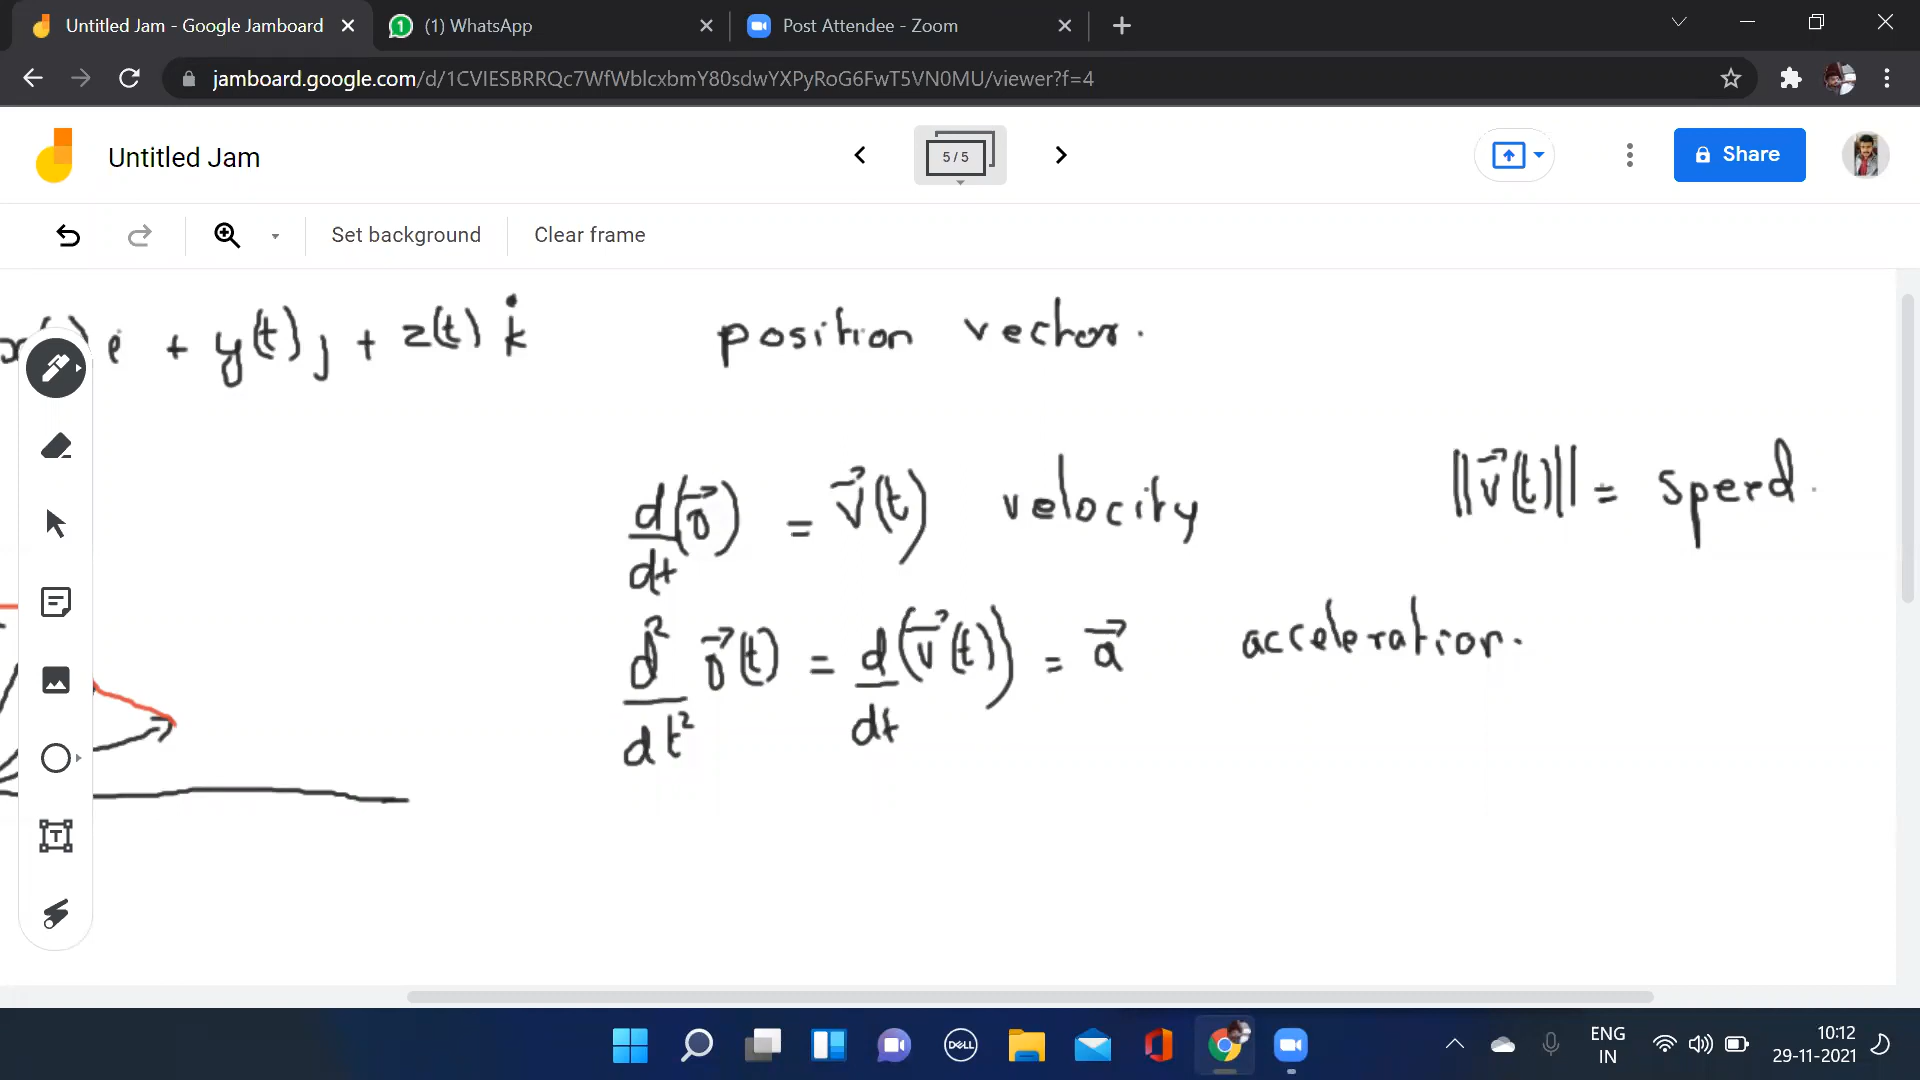 Untitled Jam - Google Jamboard
(1) WhatsApp
Post Attendee - Zoom
jamboard.google.com/d/1CVIESBRRQc7WfWblcxbmY80sdwYXPyRoG6FwT5VN0MU/viewer?f=4
Untitled Jam
5 / 5
Share
Set background
Clear frame
+ y(t) j + z(t) k
position vector.
d/dt (r⃗) = v⃗(t) velocity
||v⃗(t)|| = speed.
d²/dt² r⃗(t) = d/dt (v⃗(t)) = a⃗ acceleration.
DELL
ENG
IN
10:12
29-11-2021